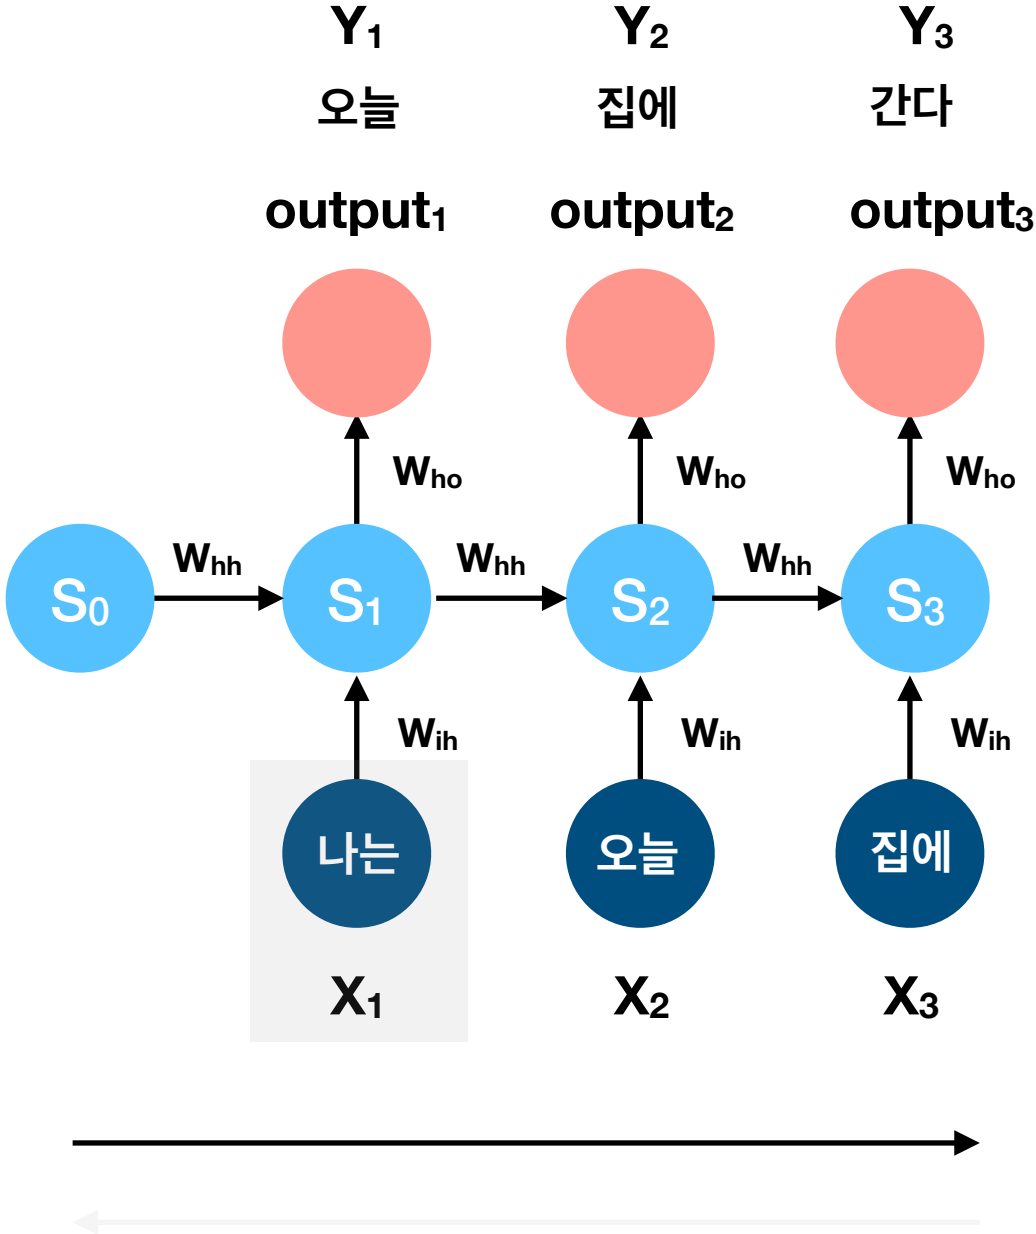 Y₁ Y₂ Y₃
오늘 집에 간다
output₁ output₂ output₃
Wₕₒ Wₕₒ Wₕₒ
Wₕₕ Wₕₕ Wₕₕ
S₀ S₁ S₂ S₃
Wᵢₕ Wᵢₕ Wᵢₕ
나는 오늘 집에
X₁ X₂ X₃